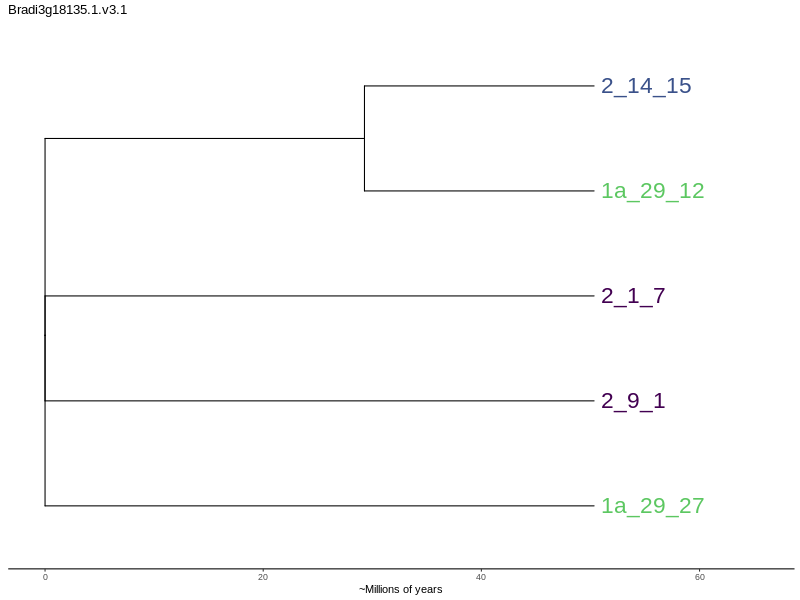 Bradi3g18135.1.v3.1
2_14_15
1a_29_12
2_1_7
2_9_1
1a_29_27
0 20 40 60
~Millions of years